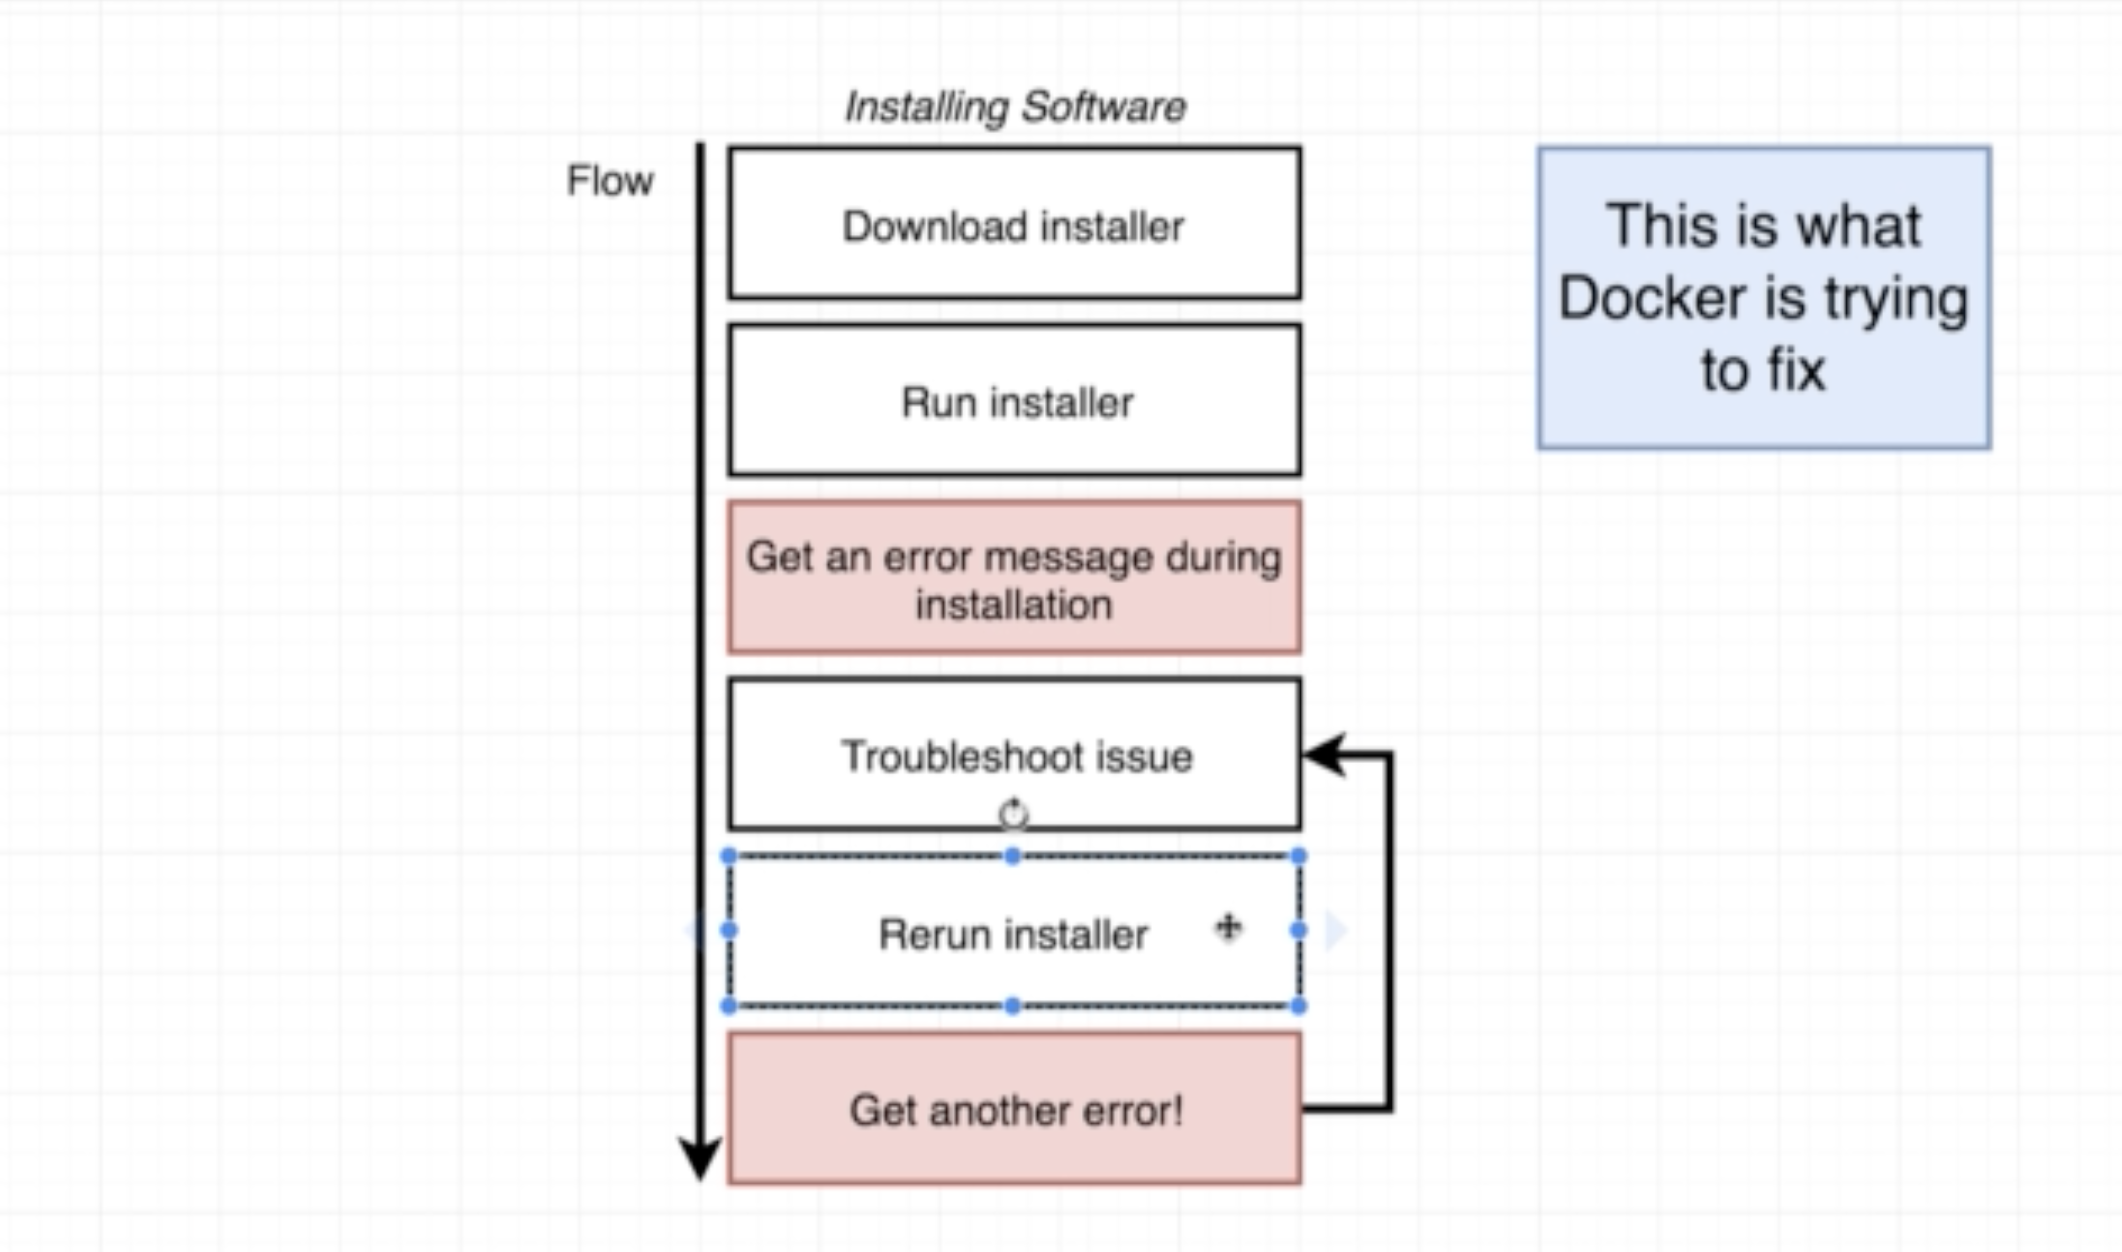 Installing Software
Flow
Download installer
Run installer
Get an error message during
installation
Troubleshoot issue
Rerun installer
Get another error!
This is what
Docker is trying
to fix